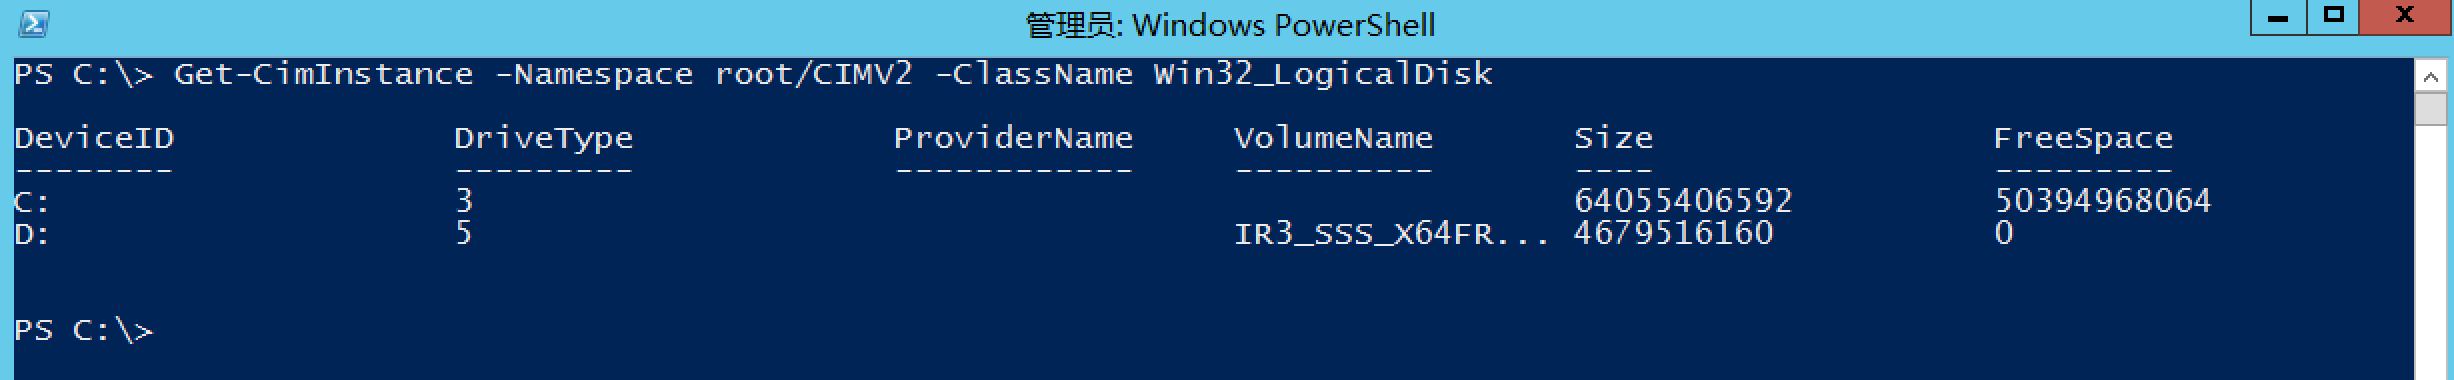 管理员: Windows PowerShell
PS C:\> Get-CimInstance -Namespace root/CIMV2 -ClassName Win32_LogicalDisk
DeviceID DriveType ProviderName VolumeName Size FreeSpace
-------- --------- ------------ ---------- ---- ---------
C: 3 64055406592 50394968064
D: 5 IR3_SSS_X64FR... 4679516160 0
PS C:\>